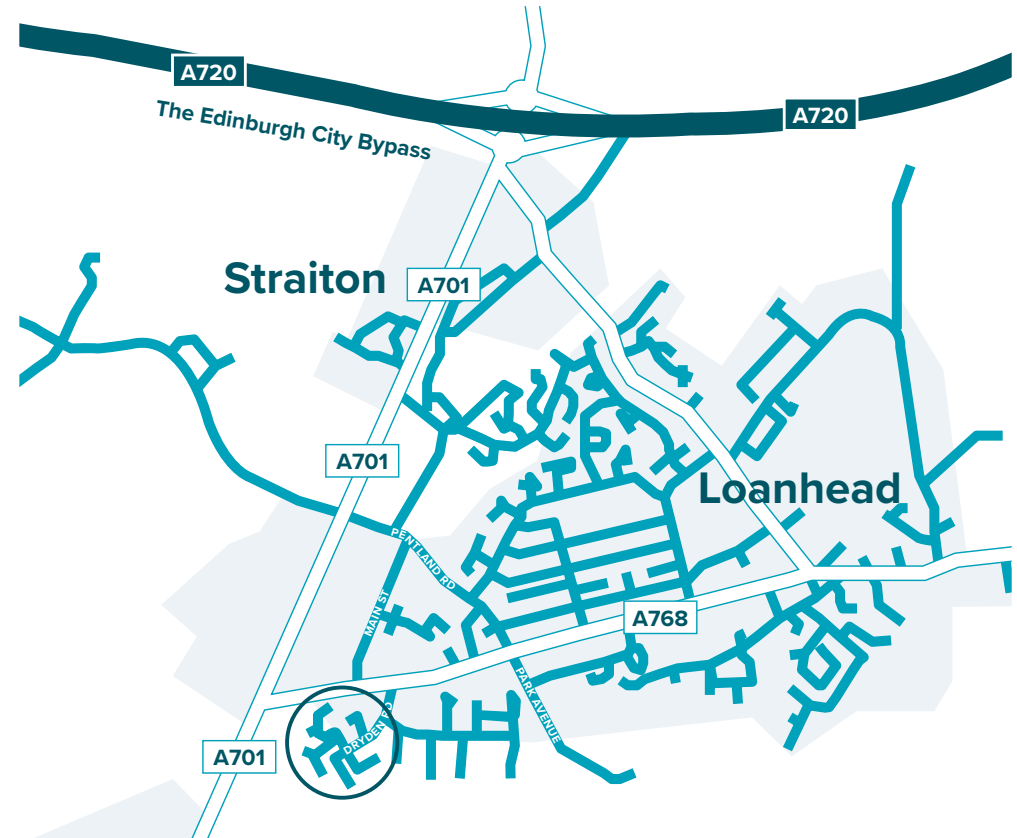 A720
A720
The Edinburgh City Bypass
Straiton
A701
A701
Loanhead
PENTLAND RD
MAIN ST
A768
PARK AVENUE
DRYDEN RD
A701